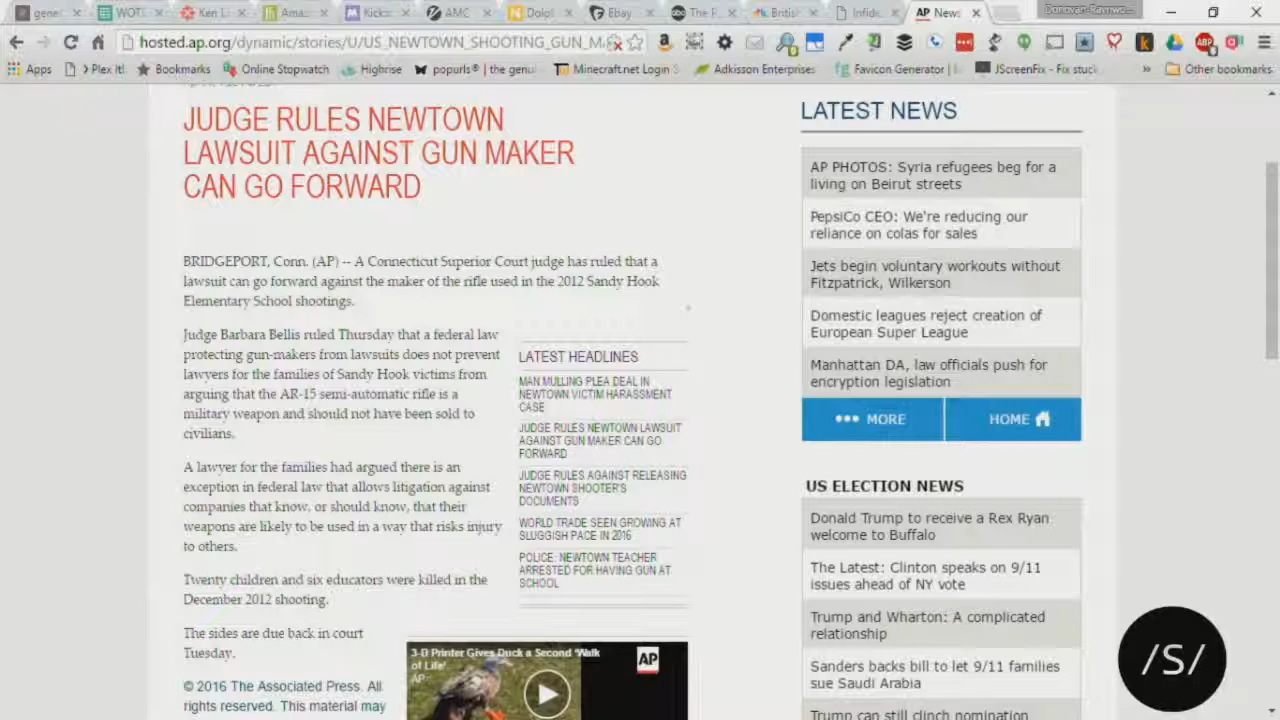 gene
WOT
Ken L
Amaz
Kicks
AMC
Dolo
Ebay
The R
Britis
Infide
AP News
hosted.ap.org/dynamic/stories/U/US_NEWTOWN_SHOOTING_GUN_M
Apps
Plex It!
Bookmarks
Online Stopwatch
Highrise
popurls® | the genu
Minecraft.net Login S
Adkisson Enterprises
Favicon Generator |
JScreenFix - Fix stuck
»
Other bookmarks
JUDGE RULES NEWTOWN
LAWSUIT AGAINST GUN MAKER
CAN GO FORWARD
BRIDGEPORT, Conn. (AP) -- A Connecticut Superior Court judge has ruled that a
lawsuit can go forward against the maker of the rifle used in the 2012 Sandy Hook
Elementary School shootings.
Judge Barbara Bellis ruled Thursday that a federal law
protecting gun-makers from lawsuits does not prevent
lawyers for the families of Sandy Hook victims from
arguing that the AR-15 semi-automatic rifle is a
military weapon and should not have been sold to
civilians.
A lawyer for the families had argued there is an
exception in federal law that allows litigation against
companies that know, or should know, that their
weapons are likely to be used in a way that risks injury
to others.
Twenty children and six educators were killed in the
December 2012 shooting.
The sides are due back in court
Tuesday.
© 2016 The Associated Press. All
rights reserved. This material may
LATEST HEADLINES
MAN MULLING PLEA DEAL IN
NEWTOWN VICTIM HARASSMENT
CASE
JUDGE RULES NEWTOWN LAWSUIT
AGAINST GUN MAKER CAN GO
FORWARD
JUDGE RULES AGAINST RELEASING
NEWTOWN SHOOTER'S
DOCUMENTS
WORLD TRADE SEEN GROWING AT
SLUGGISH PACE IN 2016
POLICE: NEWTOWN TEACHER
ARRESTED FOR HAVING GUN AT
SCHOOL
3-D Printer Gives Duck a Second 'Walk
of Life'
AP
AP
LATEST NEWS
AP PHOTOS: Syria refugees beg for a
living on Beirut streets
PepsiCo CEO: We're reducing our
reliance on colas for sales
Jets begin voluntary workouts without
Fitzpatrick, Wilkerson
Domestic leagues reject creation of
European Super League
Manhattan DA, law officials push for
encryption legislation
MORE
HOME
US ELECTION NEWS
Donald Trump to receive a Rex Ryan
welcome to Buffalo
The Latest: Clinton speaks on 9/11
issues ahead of NY vote
Trump and Wharton: A complicated
relationship
Sanders backs bill to let 9/11 families
sue Saudi Arabia
Trump can still clinch nomination
/S/